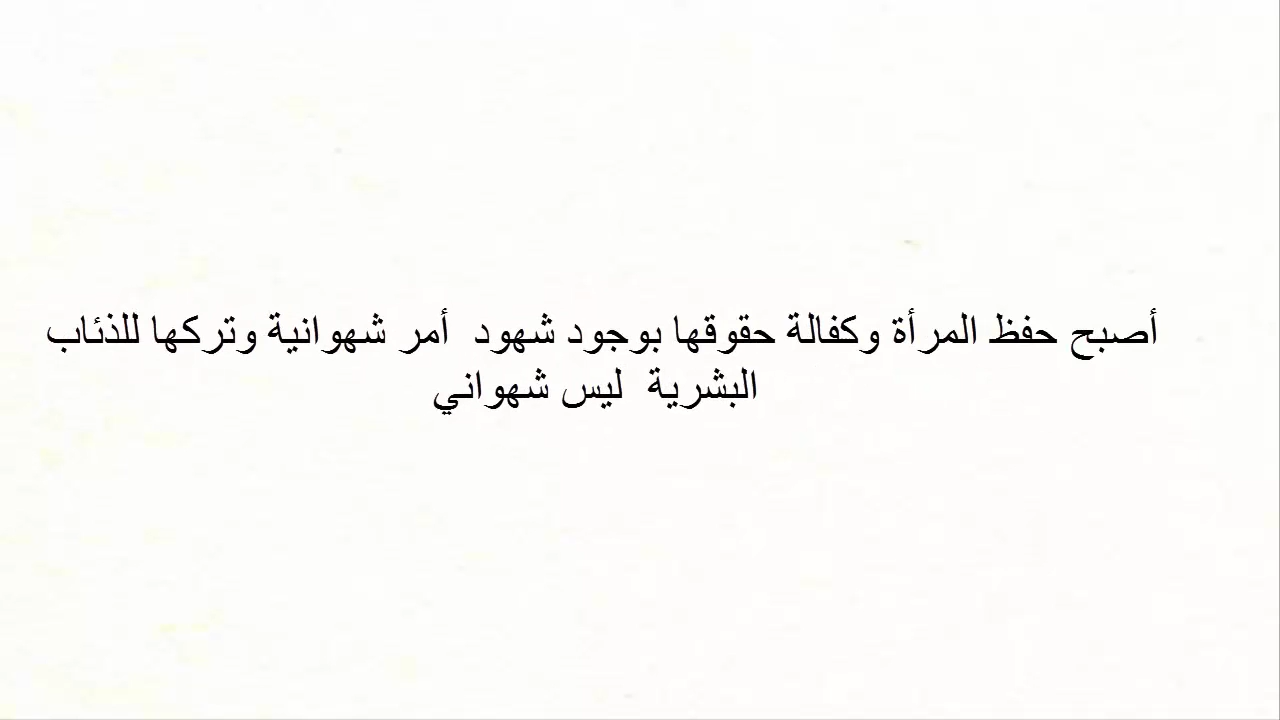 أصبح حفظ المرأة وكفالة حقوقها بوجود شهود أمر شهوانية وتركها للذئاب
البشرية ليس شهواني